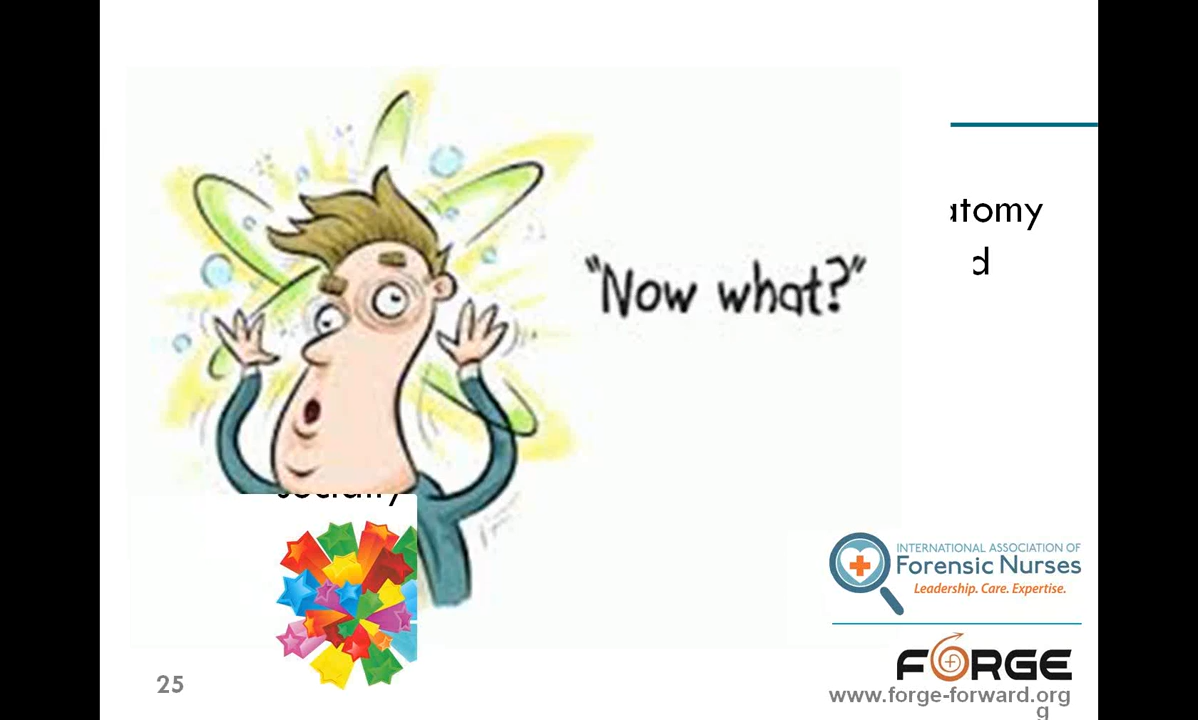 "Now what?"
INTERNATIONAL ASSOCIATION OF
Forensic Nurses
Leadership. Care. Expertise.
25
FORGE
www.forge-forward.org
g